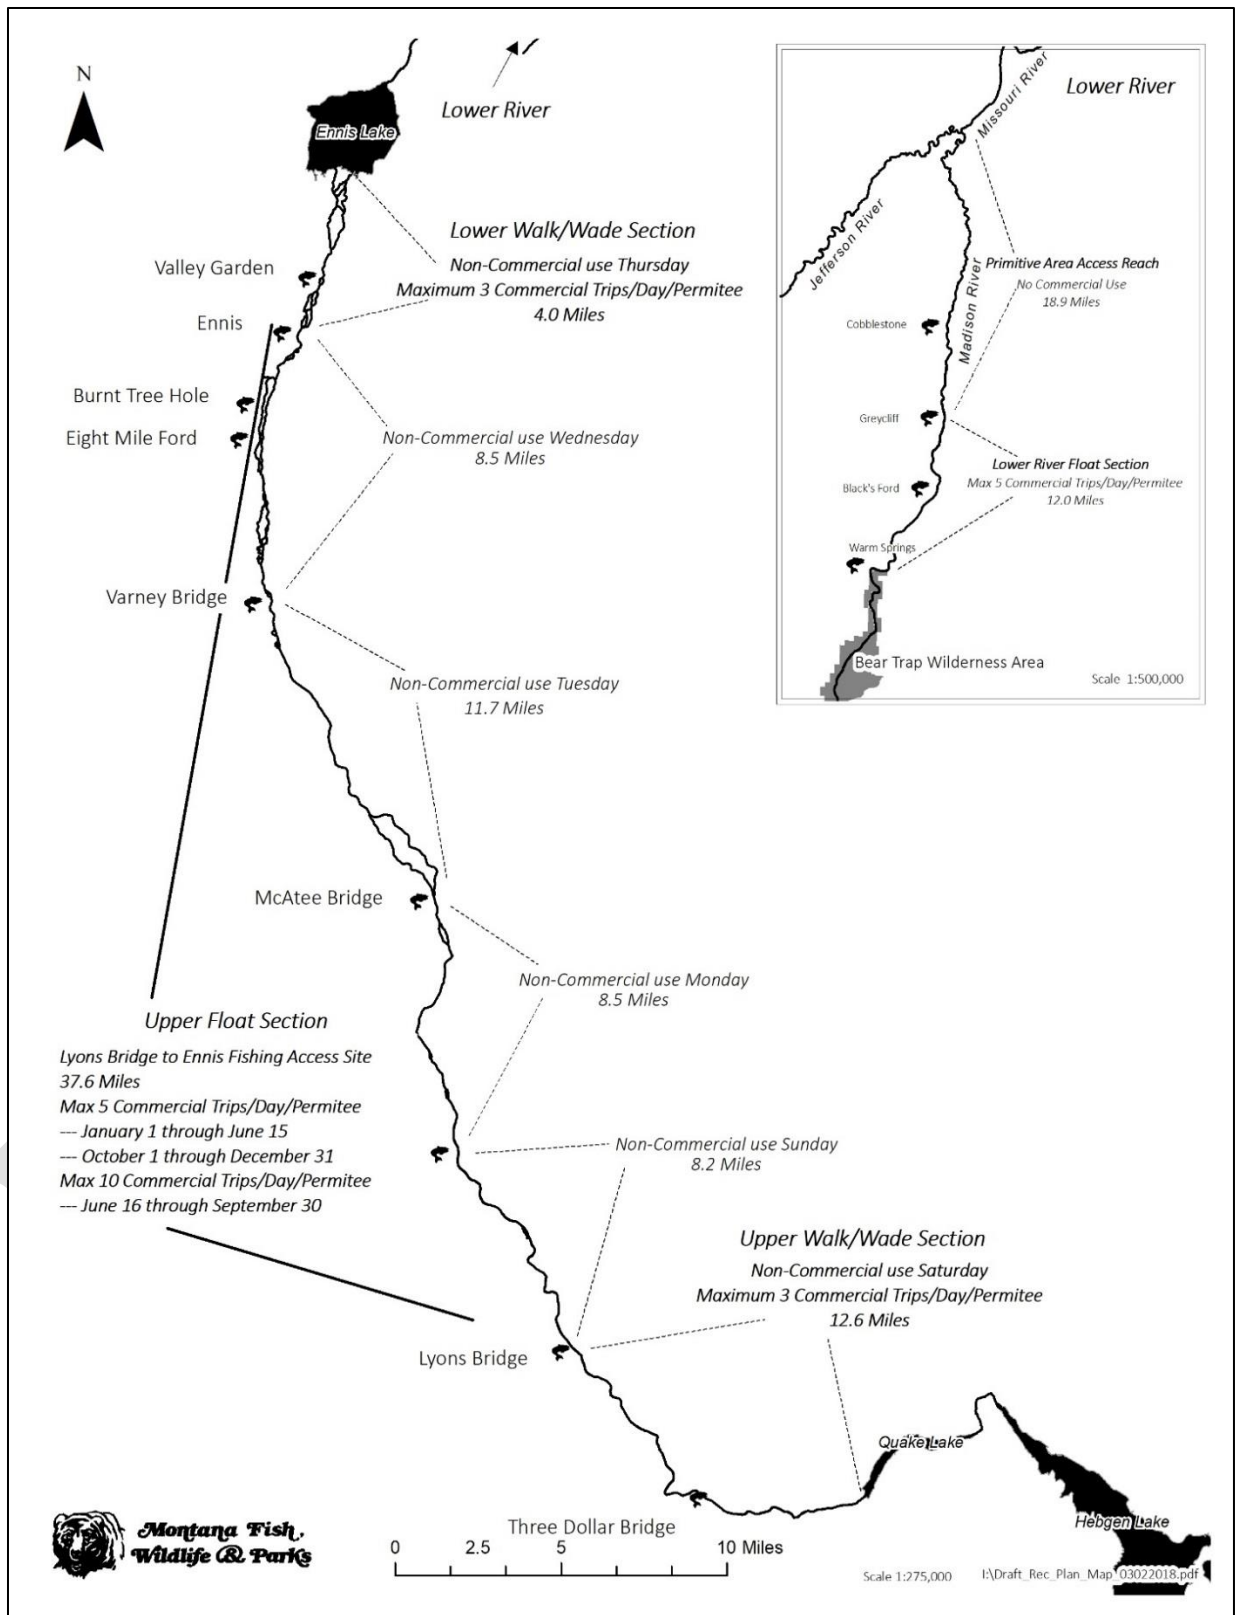 N
Ennis Lake
Lower River
Lower Walk/Wade Section
Non-Commercial use Thursday
Maximum 3 Commercial Trips/Day/Permitee
4.0 Miles
Valley Garden
Ennis
Burnt Tree Hole
Eight Mile Ford
Non-Commercial use Wednesday
8.5 Miles
Varney Bridge
Non-Commercial use Tuesday
11.7 Miles
McAtee Bridge
Non-Commercial use Monday
8.5 Miles
Upper Float Section
Lyons Bridge to Ennis Fishing Access Site
37.6 Miles
Max 5 Commercial Trips/Day/Permitee
--- January 1 through June 15
--- October 1 through December 31
Max 10 Commercial Trips/Day/Permitee
--- June 16 through September 30
Non-Commercial use Sunday
8.2 Miles
Upper Walk/Wade Section
Non-Commercial use Saturday
Maximum 3 Commercial Trips/Day/Permitee
12.6 Miles
Lyons Bridge
Quake Lake
Hebgen Lake
Three Dollar Bridge
Montana Fish,
Wildlife & Parks
0 2.5 5 10 Miles
Scale 1:275,000
I:\Draft_Rec_Plan_Map_03022018.pdf
Lower River
Missouri River
Jefferson River
Madison River
Primitive Area Access Reach
No Commercial Use
18.9 Miles
Cobblestone
Greycliff
Lower River Float Section
Max 5 Commercial Trips/Day/Permitee
12.0 Miles
Black's Ford
Warm Springs
Bear Trap Wilderness Area
Scale 1:500,000